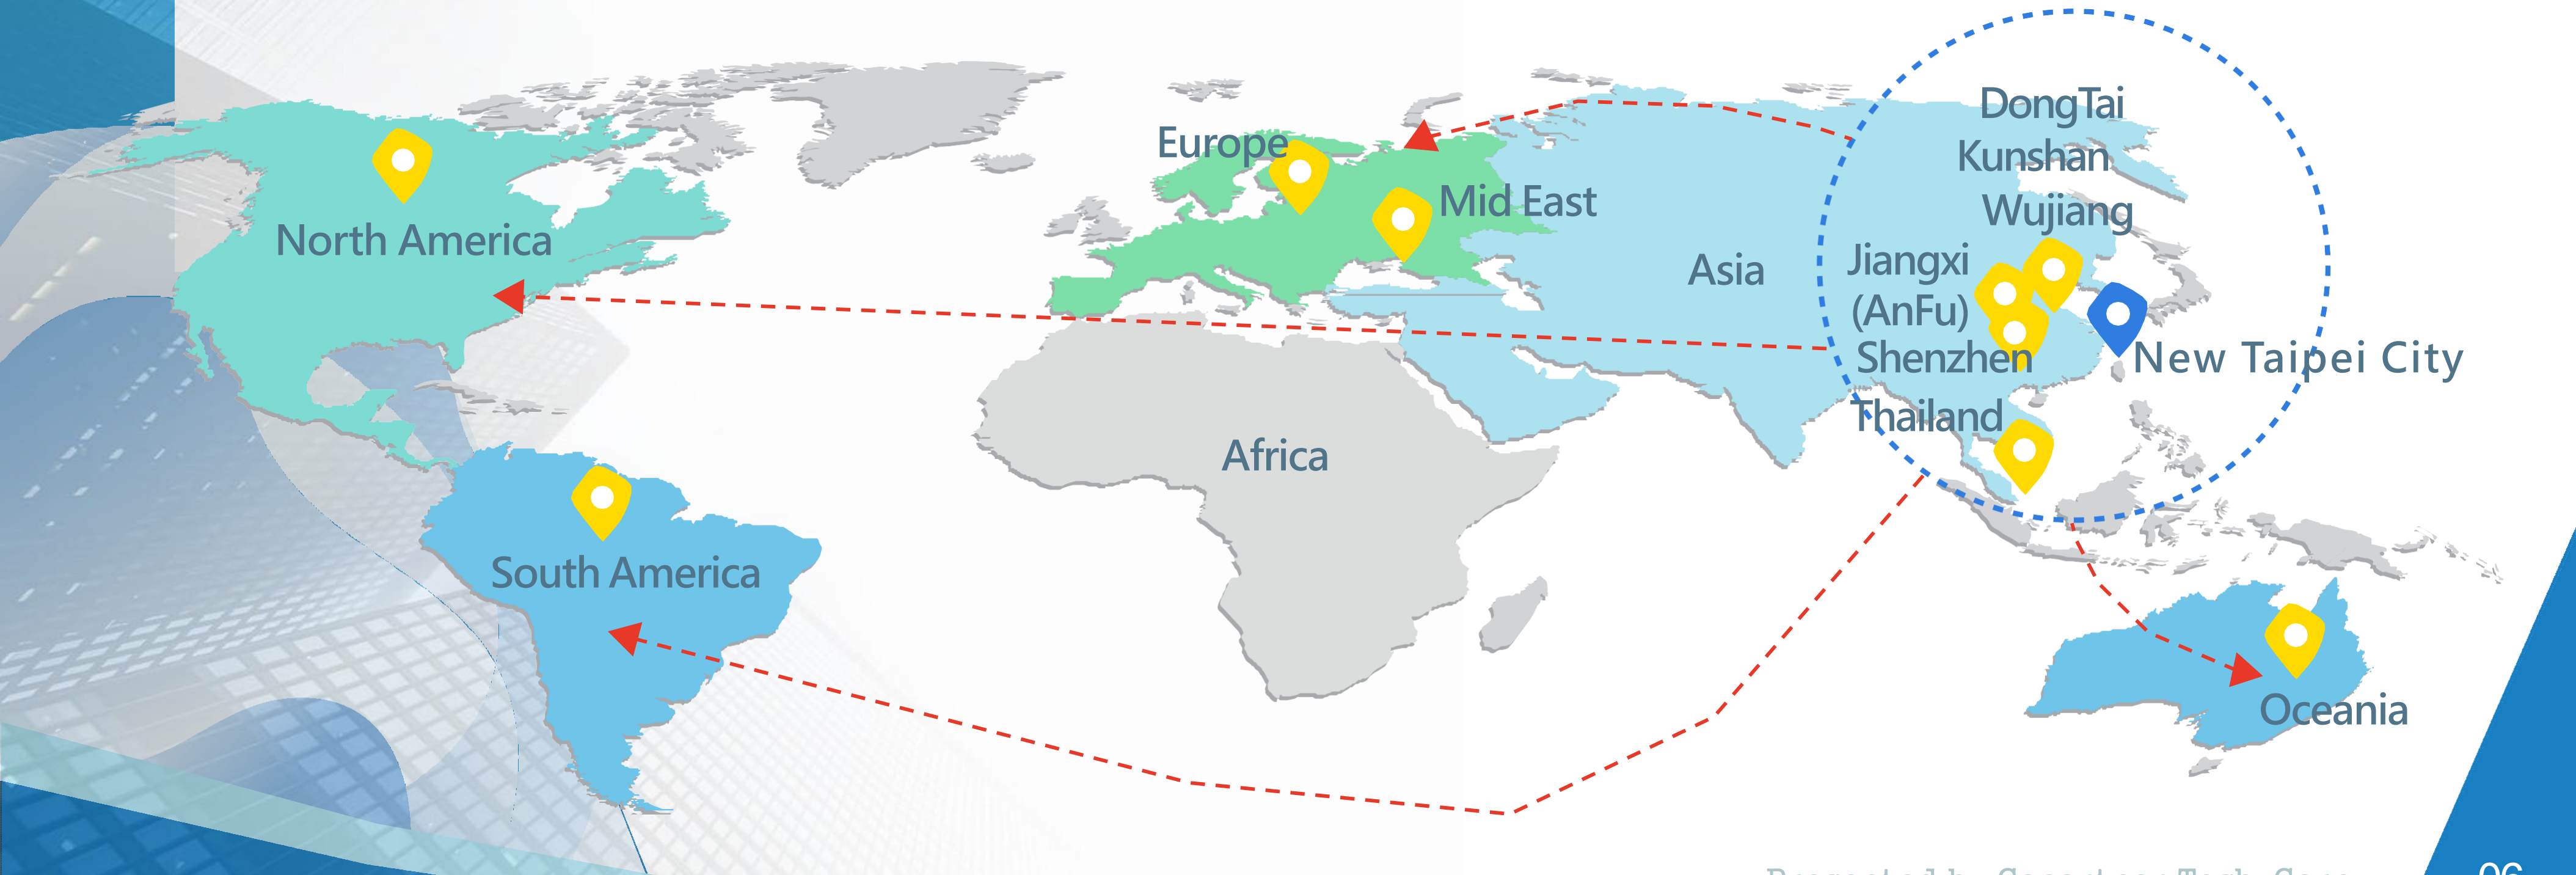 DongTai
Kunshan
Wujiang
Europe
Mid East
North America
Asia
Jiangxi
(AnFu)
Shenzhen
New Taipei City
Thailand
Africa
South America
Oceania